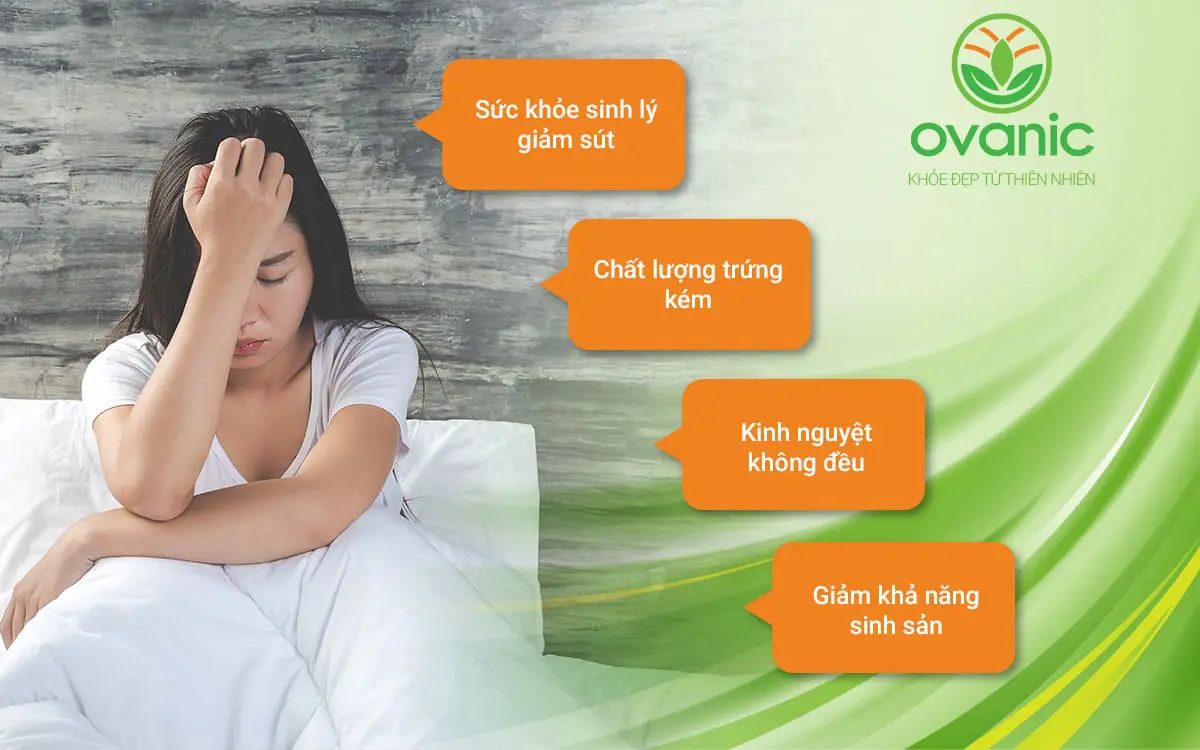 Sức khỏe sinh lý
giảm sút
ovanic
KHỎE ĐẸP TỪ THIÊN NHIÊN
Chất lượng trứng
kém
Kinh nguyệt
không đều
Giảm khả năng
sinh sản